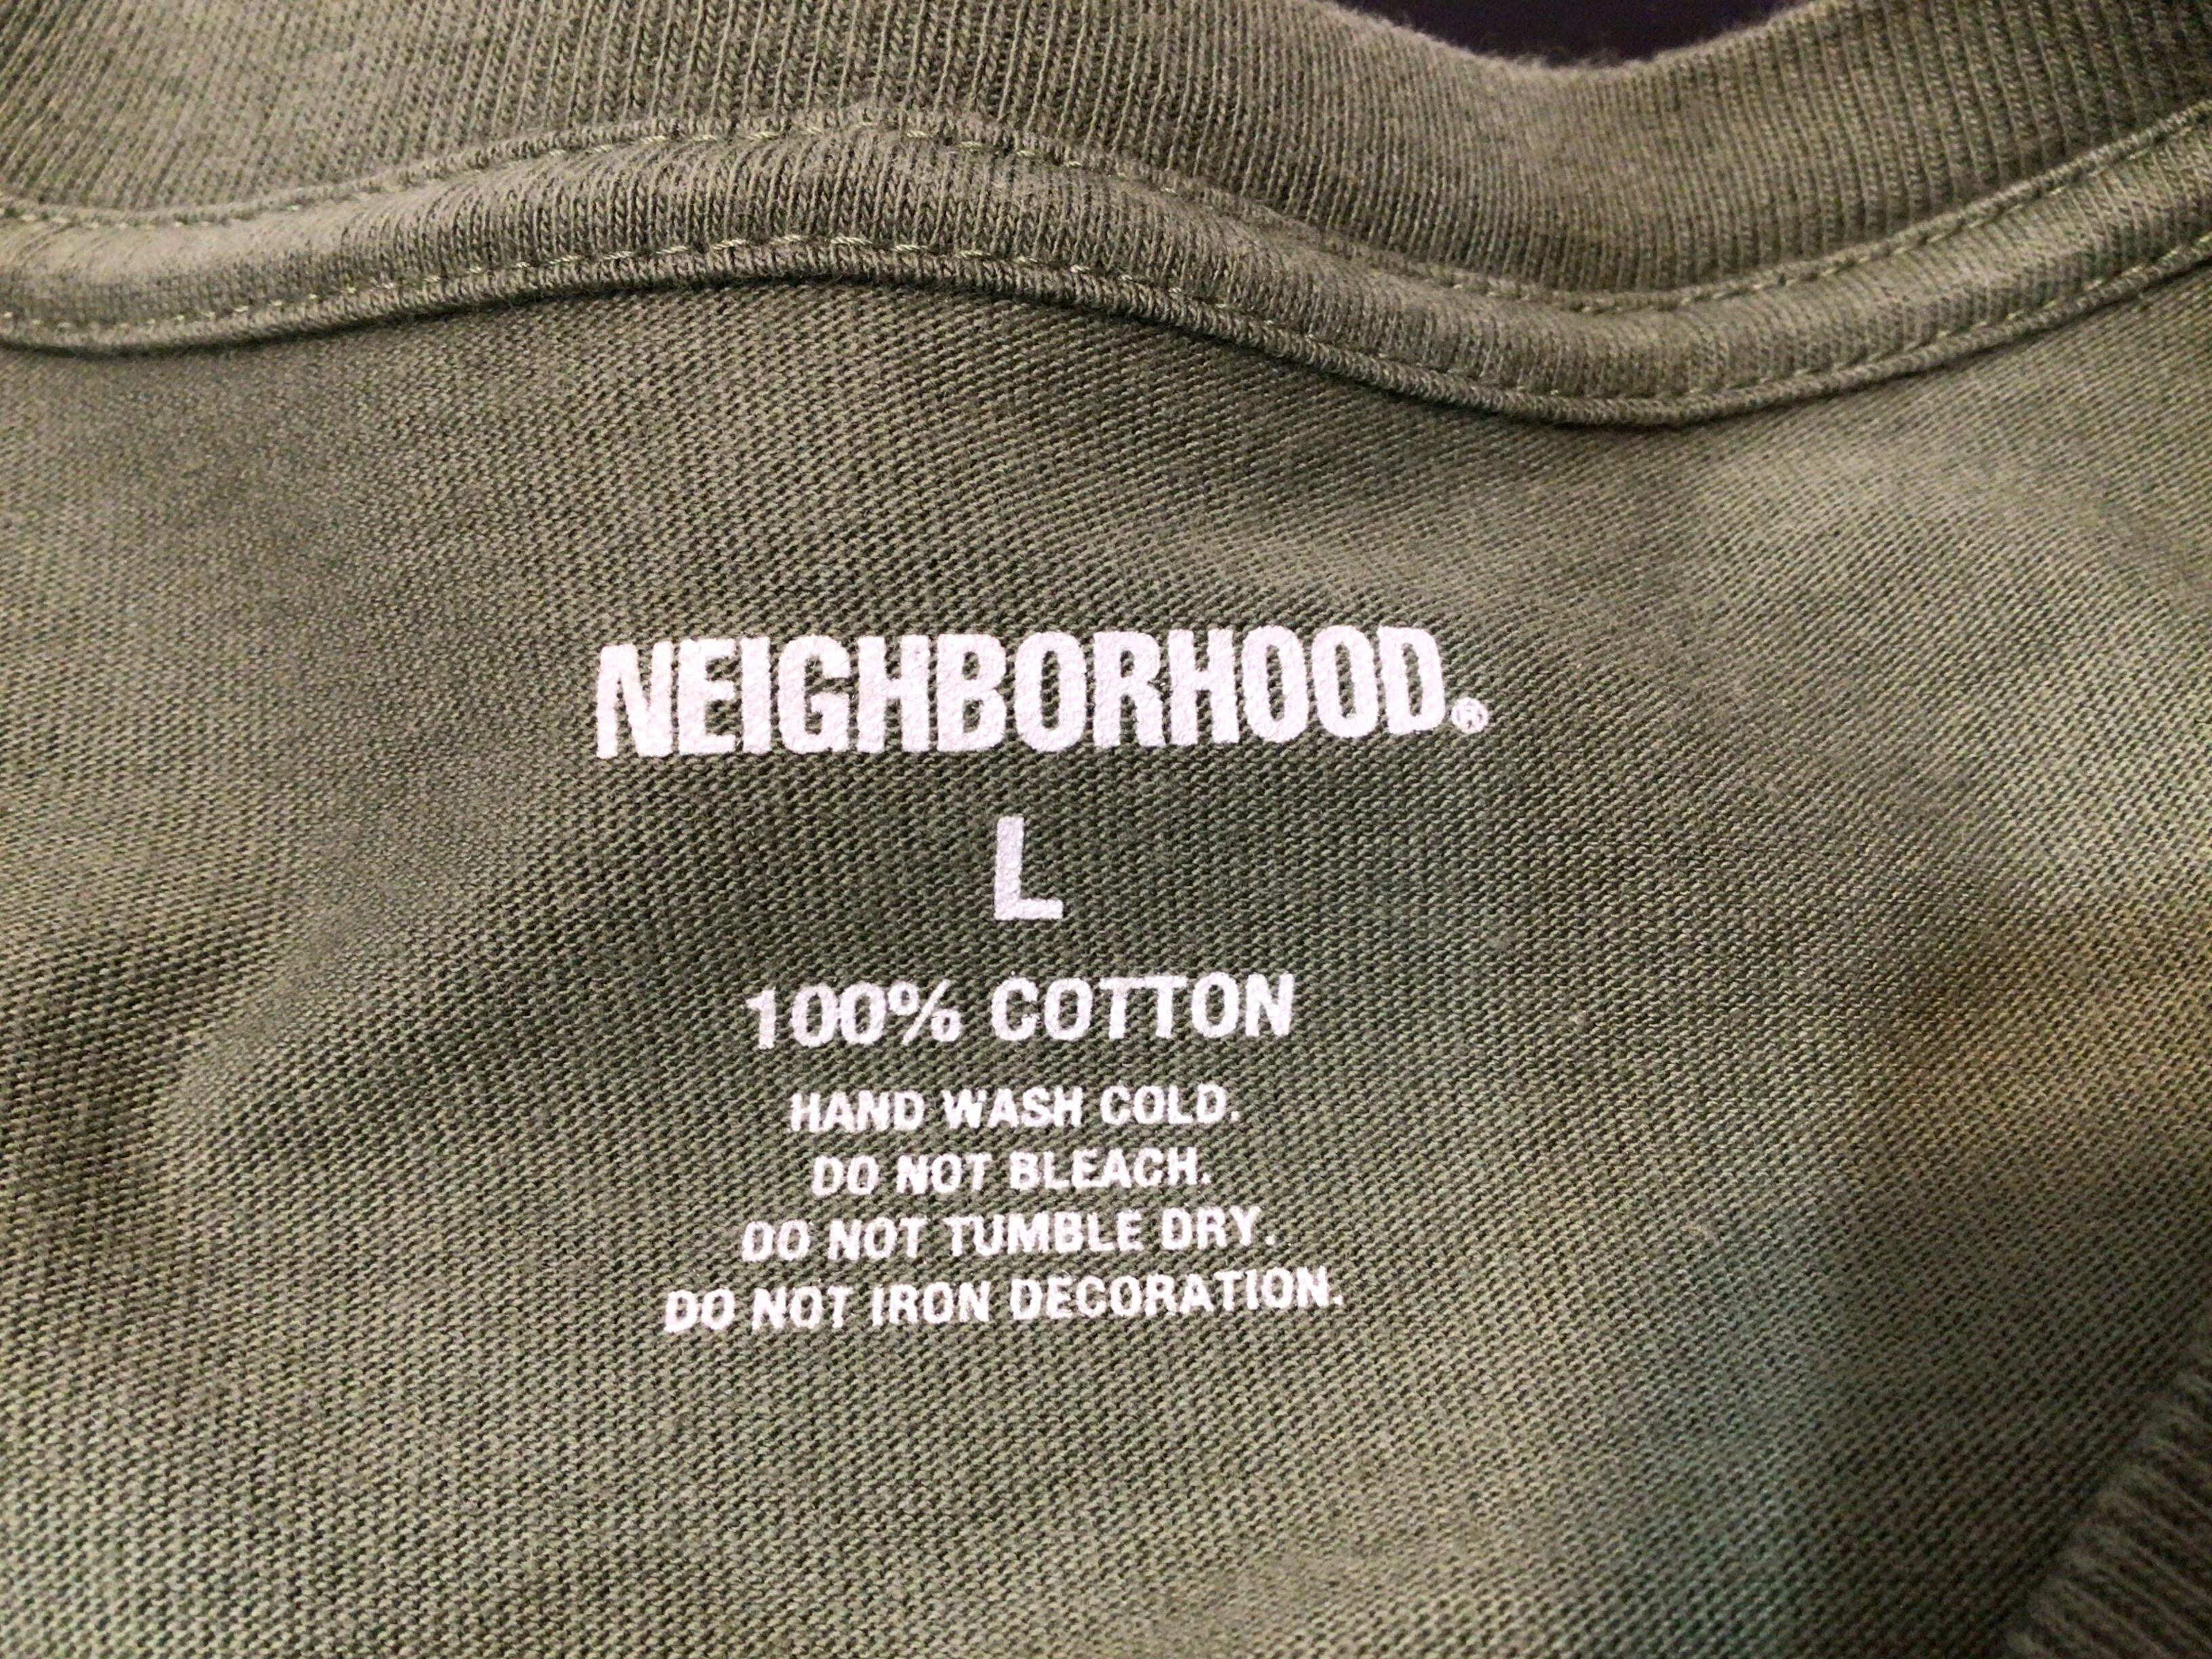 NEIGHBORHOOD®
L
100% COTTON
HAND WASH COLD.
DO NOT BLEACH.
DO NOT TUMBLE DRY.
DO NOT IRON DECORATION.